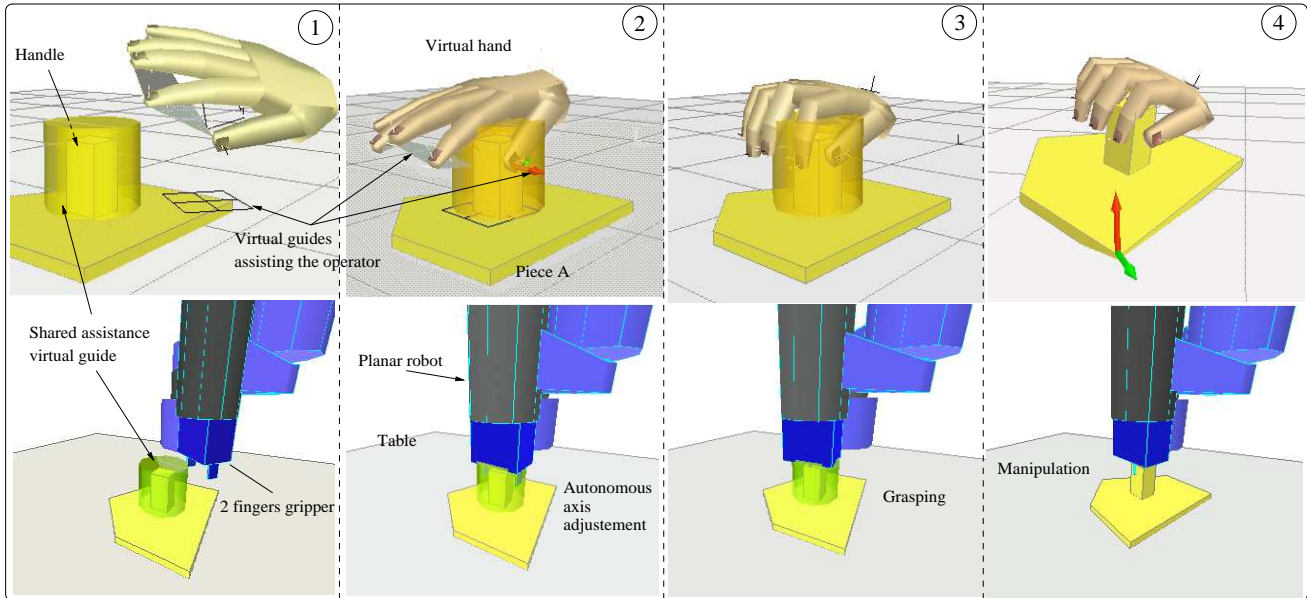 1
2
3
4
Handle
Virtual hand
Virtual guides
assisting the operator
Piece A
Shared assistance
virtual guide
Planar robot
Table
2 fingers gripper
Autonomous
axis
adjustement
Grasping
Manipulation